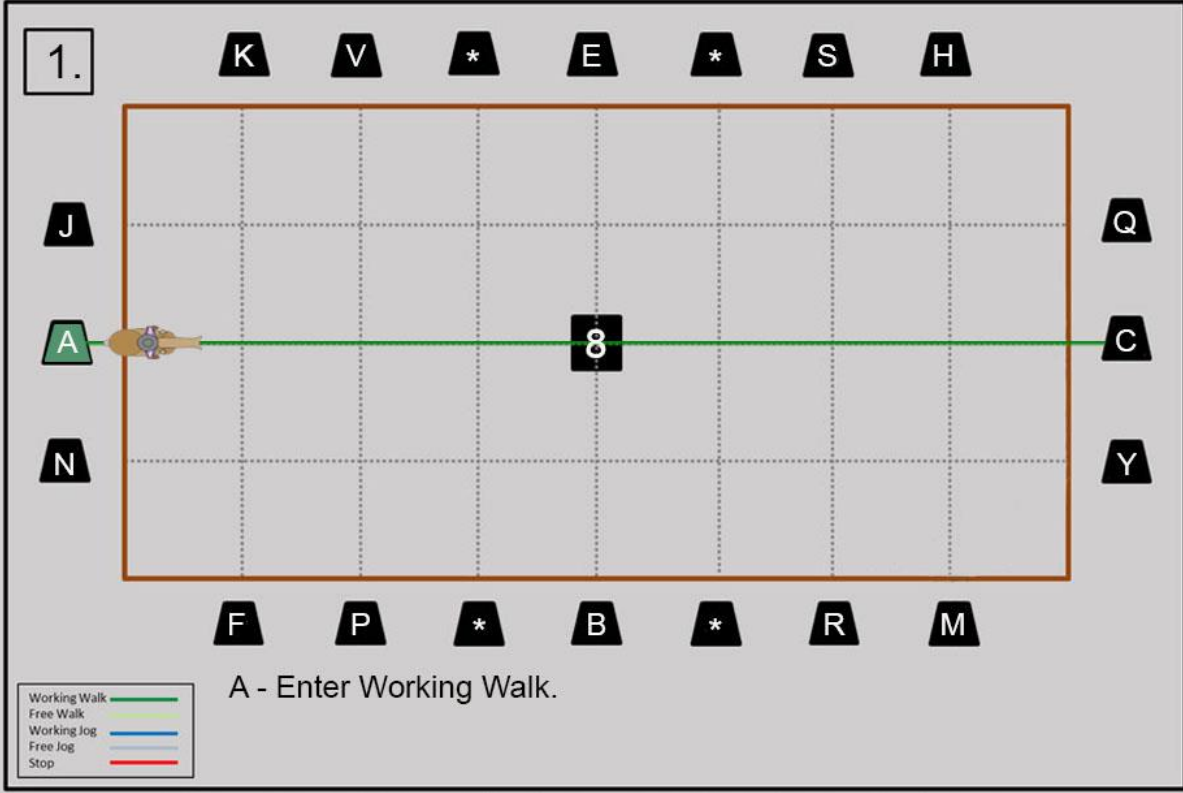 1.
K V * E * S H
J Q
A 8 C
N Y
F P * B * R M
A - Enter Working Walk.
Working Walk
Free Walk
Working Jog
Free Jog
Stop